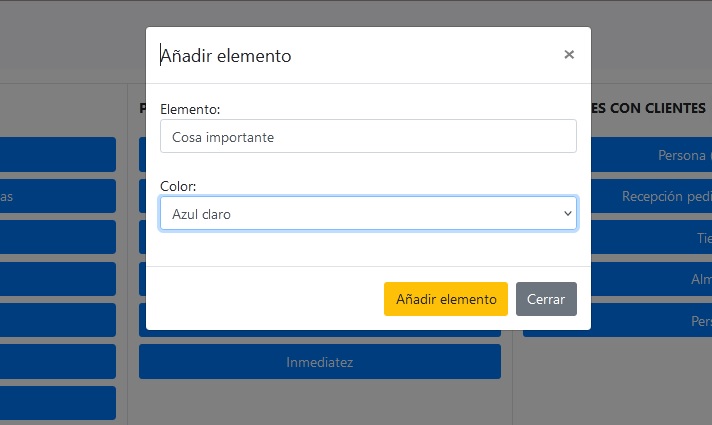 Añadir elemento
×
P
ES CON CLIENTES
Elemento:
Cosa importante
Persona
as
Color:
Recepción pedi
Azul claro
Tie
Alm
Añadir elemento
Cerrar
Pers
Inmediatez